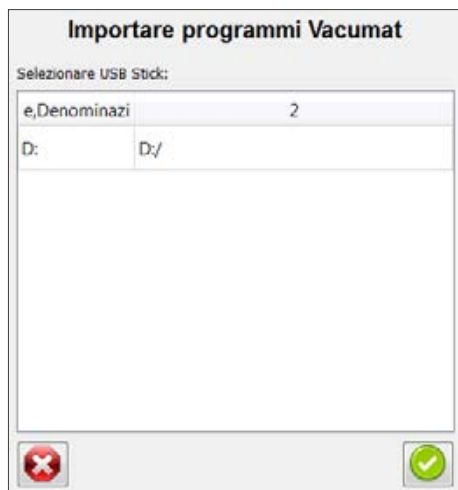 Importare programmi Vacumat
Selezionare USB Stick:
e,Denominazi 2
D: D:/